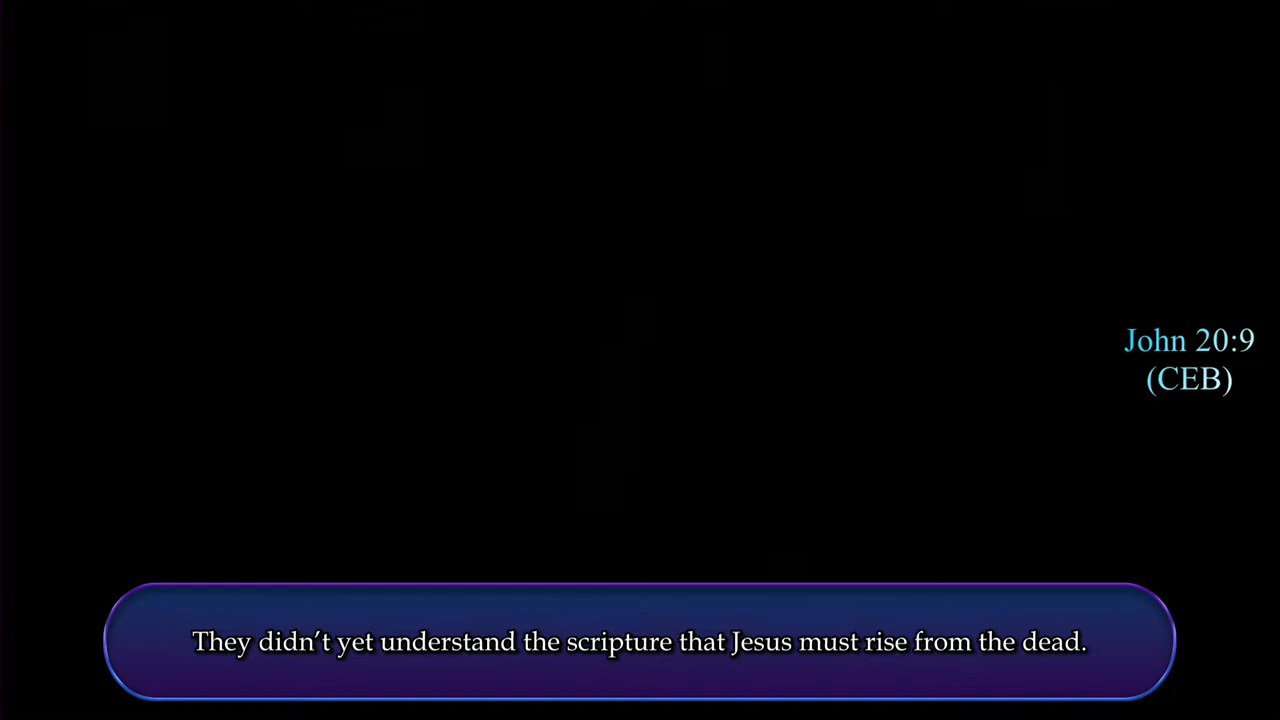 John 20:9
(CEB)
They didn’t yet understand the scripture that Jesus must rise from the dead.